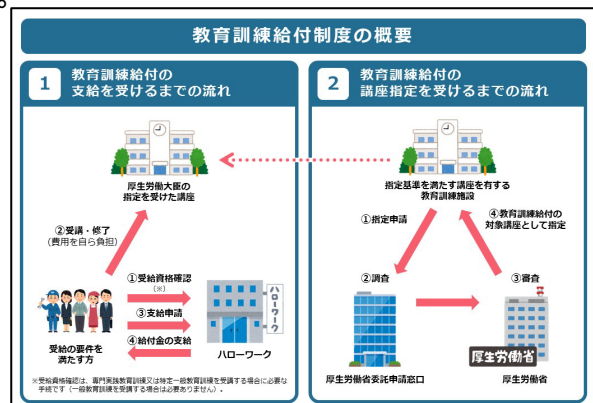 教育訓練給付制度の概要
1
教育訓練給付の
支給を受けるまでの流れ
厚生労働大臣の
指定を受けた講座
②受講・修了
(費用を自ら負担)
①受給資格確認
(※)
③支給申請
④給付金の支給
受給の要件を
満たす方
ハローワーク
ハローワーク
※受給資格確認は、専門実践教育訓練又は特定一般教育訓練を受講する場合に必要な
手続です（一般教育訓練を受講する場合は必要ありません）。
2
教育訓練給付の
講座指定を受けるまでの流れ
指定基準を満たす講座を有する
教育訓練施設
①指定申請
④教育訓練給付の
対象講座として指定
②調査
③審査
厚生労働省
厚生労働省委託申請窓口
厚生労働省